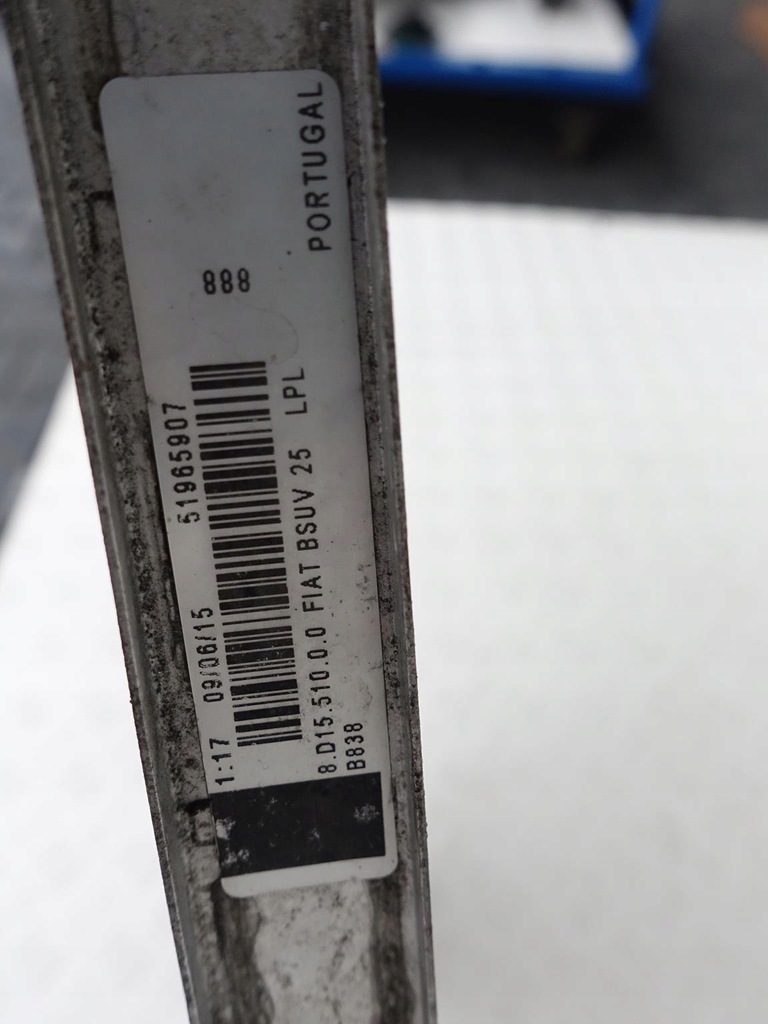 1:17 09/06/15 51965907
8.D15.510.0.0 FIAT BSUV 25 LPL
B838
888
PORTUGAL